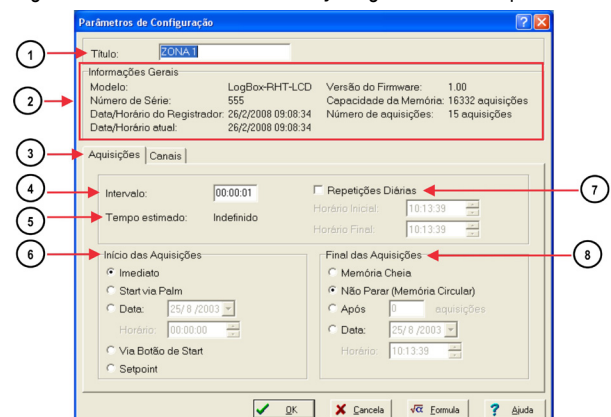 Parâmetros de Configuração
Título: ZONA 1
Informações Gerais
Modelo: LogBox-RHT-LCD Versão do Firmware: 1.00
Número de Série: 555 Capacidade da Memória: 16332 aquisições
Data/Horário do Registrador: 26/2/2008 09:08:34 Número de aquisições: 15 aquisições
Data/Horário atual: 26/2/2008 09:08:34
Aquisições Canais
Intervalo: 00:00:01 Repetições Diárias
Horário Inicial: 10:13:39
Tempo estimado: Indefinido
Horário Final: 10:13:39
Início das Aquisições Final das Aquisições
Imediato Memória Cheia
Start via Palm Não Parar (Memória Circular)
Data: 25/ 8 /2003 Após 0 aquisições
Horário: 00:00:00 Data: 25/ 8 /2003
Via Botão de Start Horário: 10:13:39
Setpoint
OK Cancela √α Formula ? Ajuda
1
2
3
4
5
6
7
8